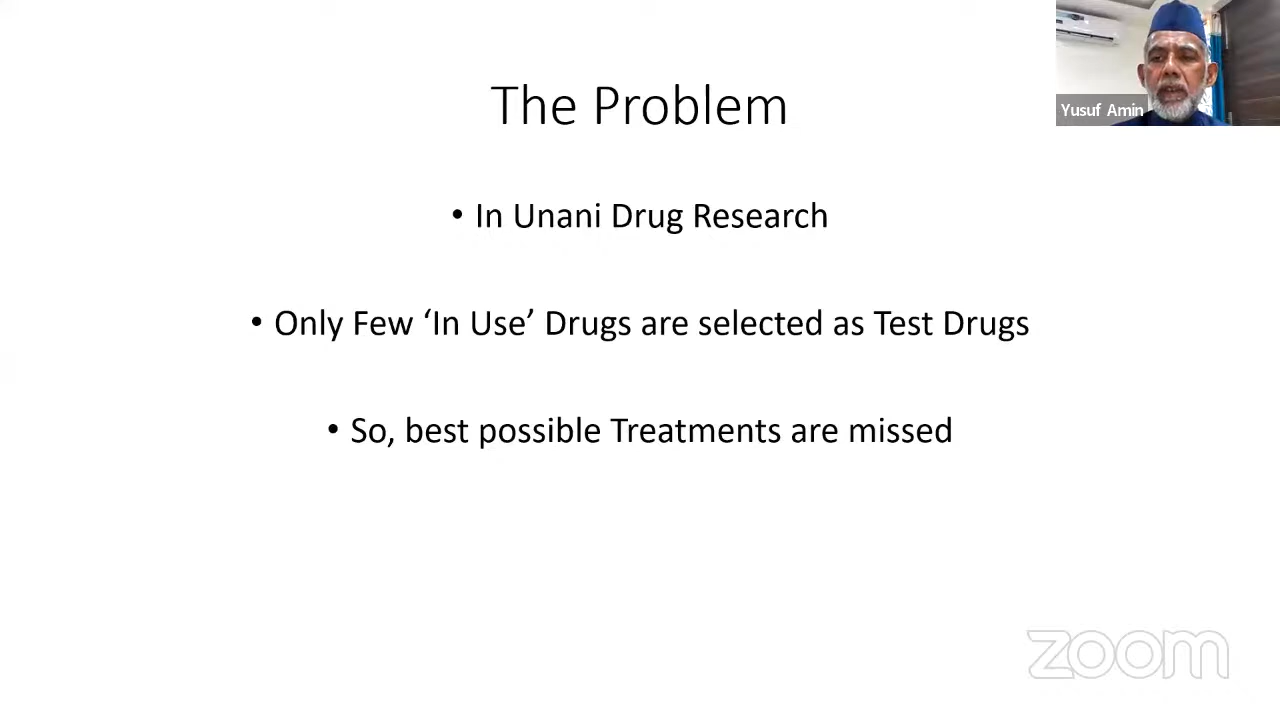 The Problem
Yusuf Amin
• In Unani Drug Research
• Only Few ‘In Use’ Drugs are selected as Test Drugs
• So, best possible Treatments are missed
zoom